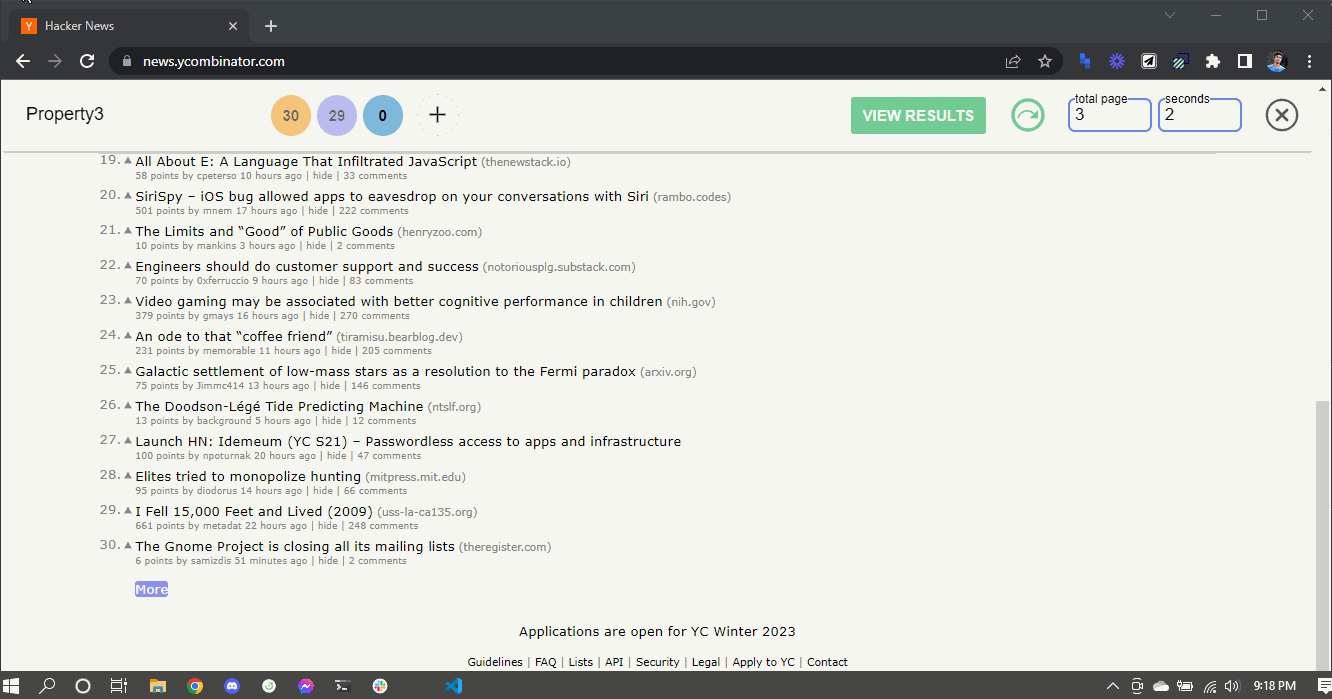 Hacker News
news.ycombinator.com
Property3
30
29
0
+
VIEW RESULTS
total page
3
seconds
2
19. All About E: A Language That Infiltrated JavaScript (thenewstack.io)
58 points by cpeterso 10 hours ago | hide | 33 comments
20. SiriSpy – iOS bug allowed apps to eavesdrop on your conversations with Siri (rambo.codes)
501 points by mnem 17 hours ago | hide | 222 comments
21. The Limits and “Good” of Public Goods (henryzoo.com)
10 points by mankins 3 hours ago | hide | 2 comments
22. Engineers should do customer support and success (notoriousplg.substack.com)
70 points by 0xferruccio 9 hours ago | hide | 83 comments
23. Video gaming may be associated with better cognitive performance in children (nih.gov)
379 points by gmays 16 hours ago | hide | 270 comments
24. An ode to that “coffee friend” (tiramisu.bearblog.dev)
231 points by memorable 11 hours ago | hide | 205 comments
25. Galactic settlement of low-mass stars as a resolution to the Fermi paradox (arxiv.org)
75 points by Jimmc414 13 hours ago | hide | 146 comments
26. The Doodson-Légé Tide Predicting Machine (ntslf.org)
13 points by background 5 hours ago | hide | 12 comments
27. Launch HN: Idemeum (YC S21) – Passwordless access to apps and infrastructure
100 points by npoturnak 20 hours ago | hide | 47 comments
28. Elites tried to monopolize hunting (mitpress.mit.edu)
95 points by diodorus 14 hours ago | hide | 66 comments
29. I Fell 15,000 Feet and Lived (2009) (uss-la-ca135.org)
661 points by metadat 22 hours ago | hide | 248 comments
30. The Gnome Project is closing all its mailing lists (theregister.com)
6 points by samizdis 51 minutes ago | hide | 2 comments
More
Applications are open for YC Winter 2023
Guidelines | FAQ | Lists | API | Security | Legal | Apply to YC | Contact
9:18 PM